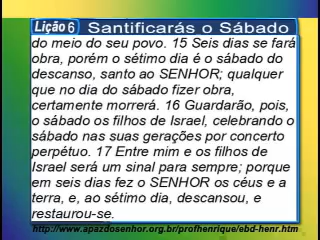 Lição 6 Santificarás o Sábado
do meio do seu povo. 15 Seis dias se fará
obra, porém o sétimo dia é o sábado do
descanso, santo ao SENHOR; qualquer
que no dia do sábado fizer obra,
certamente morrerá. 16 Guardarão, pois,
o sábado os filhos de Israel, celebrando o
sábado nas suas gerações por concerto
perpétuo. 17 Entre mim e os filhos de
Israel será um sinal para sempre; porque
em seis dias fez o SENHOR os céus e a
terra, e, ao sétimo dia, descansou, e
restaurou-se.
http://www.apazdosenhor.org.br/profhenrique/ebd-henr.htm